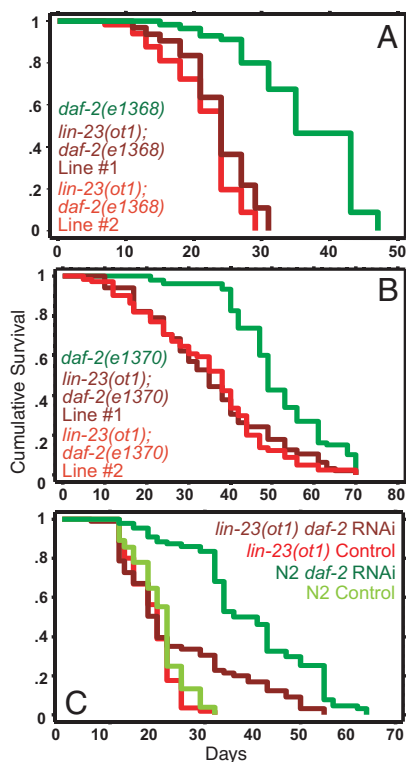 A
1
.8
.6
.4
.2
0
daf-2(e1368)
lin-23(ot1);
daf-2(e1368)
Line #1
lin-23(ot1);
daf-2(e1368)
Line #2
0 10 20 30 40 50
B
1
.8
.6
.4
.2
0
Cumulative Survival
daf-2(e1370)
lin-23(ot1);
daf-2(e1370)
Line #1
lin-23(ot1);
daf-2(e1370)
Line #2
0 10 20 30 40 50 60 70 80
1
.8
.6
.4
.2
0
lin-23(ot1) daf-2 RNAi
lin-23(ot1) Control
N2 daf-2 RNAi
N2 Control
C
0 10 20 30 40 50 60 70
Days